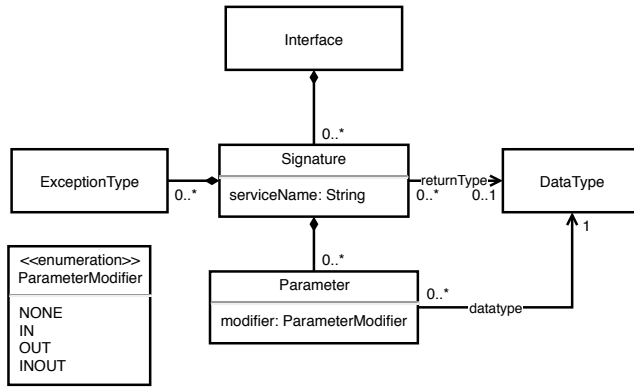 Interface
0..*
Signature
serviceName: String
ExceptionType
0..*
returnType
0..*
0..1
DataType
1
0..*
Parameter
modifier: ParameterModifier
0..*
datatype
<<enumeration>>
ParameterModifier
NONE
IN
OUT
INOUT